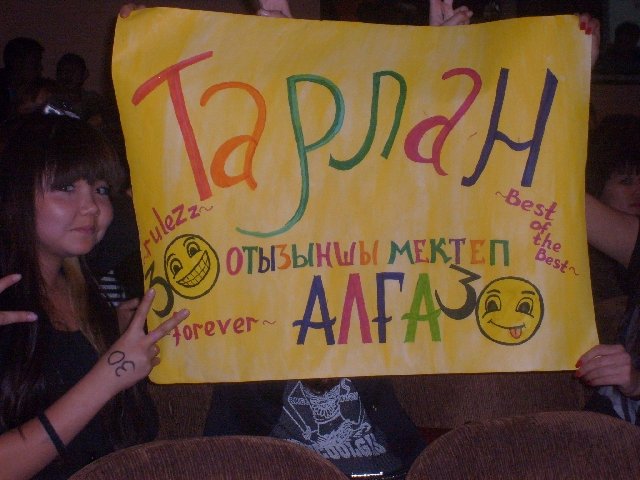 Тарлан
rulezz~
~Best
of
the
Best~
30
ОТЫЗЫНШЫ МЕКТЕП
forever~
АЛҒА 30
30